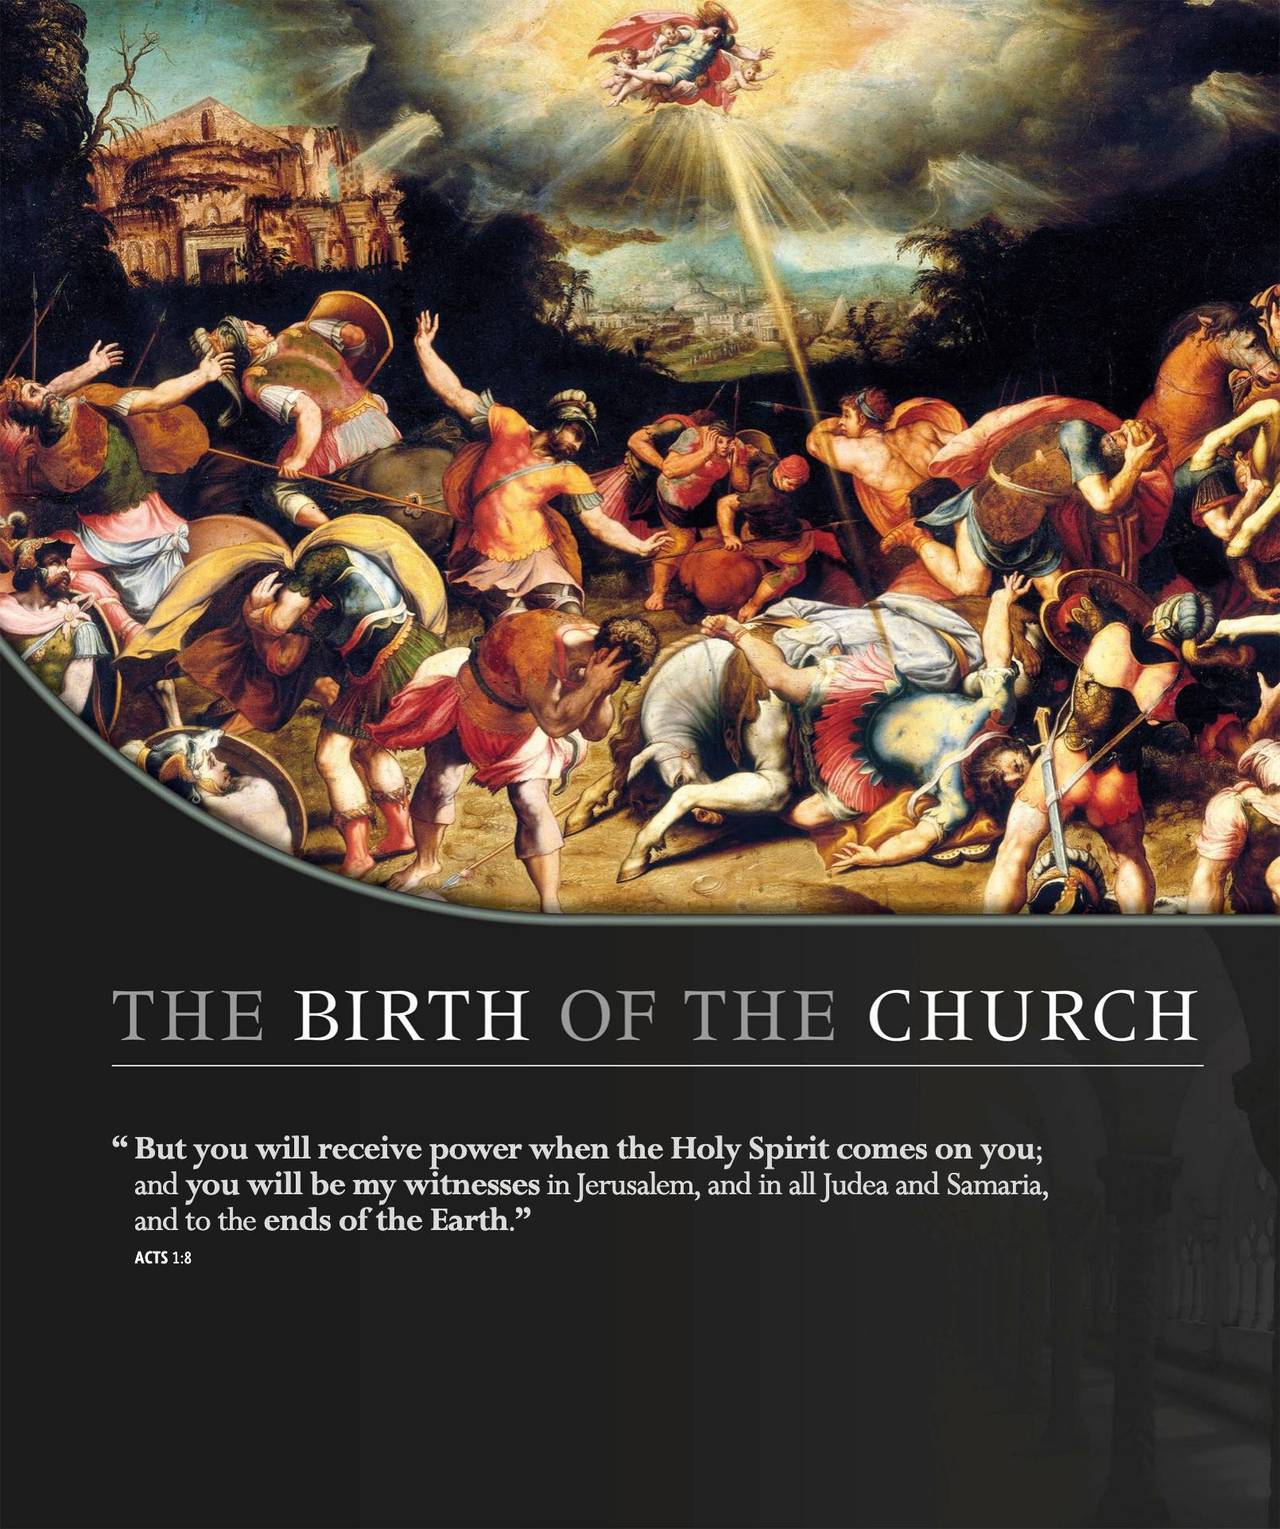 THE BIRTH OF THE CHURCH
“But you will receive power when the Holy Spirit comes on you;
and you will be my witnesses in Jerusalem, and in all Judea and Samaria,
and to the ends of the Earth.”
ACTS 1:8